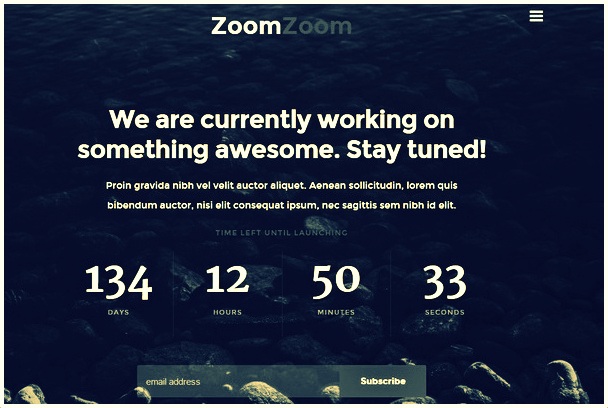 ZoomZoom
We are currently working on
something awesome. Stay tuned!
Proin gravida nibh vel velit auctor aliquet. Aenean sollicitudin, lorem quis
bibendum auctor, nisi elit consequat ipsum, nec sagittis sem nibh id elit.
TIME LEFT UNTIL LAUNCHING
134 12 50 33
DAYS HOURS MINUTES SECONDS
email address Subscribe